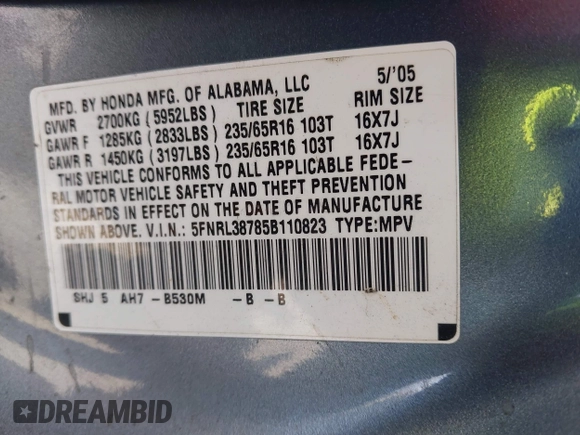 MFD. BY HONDA MFG. OF ALABAMA, LLC 5/'05
GVWR 2700KG (5952LBS) TIRE SIZE RIM SIZE
GAWR F 1285KG (2833LBS) 235/65R16 103T 16X7J
GAWR R 1450KG (3197LBS) 235/65R16 103T 16X7J
THIS VEHICLE CONFORMS TO ALL APPLICABLE FEDE-
RAL MOTOR VEHICLE SAFETY AND THEFT PREVENTION
STANDARDS IN EFFECT ON THE DATE OF MANUFACTURE
SHOWN ABOVE. V.I.N.: 5FNRL38785B110823 TYPE:MPV
SHJ 5 AH7 -B530M -B -B
DREAMBID